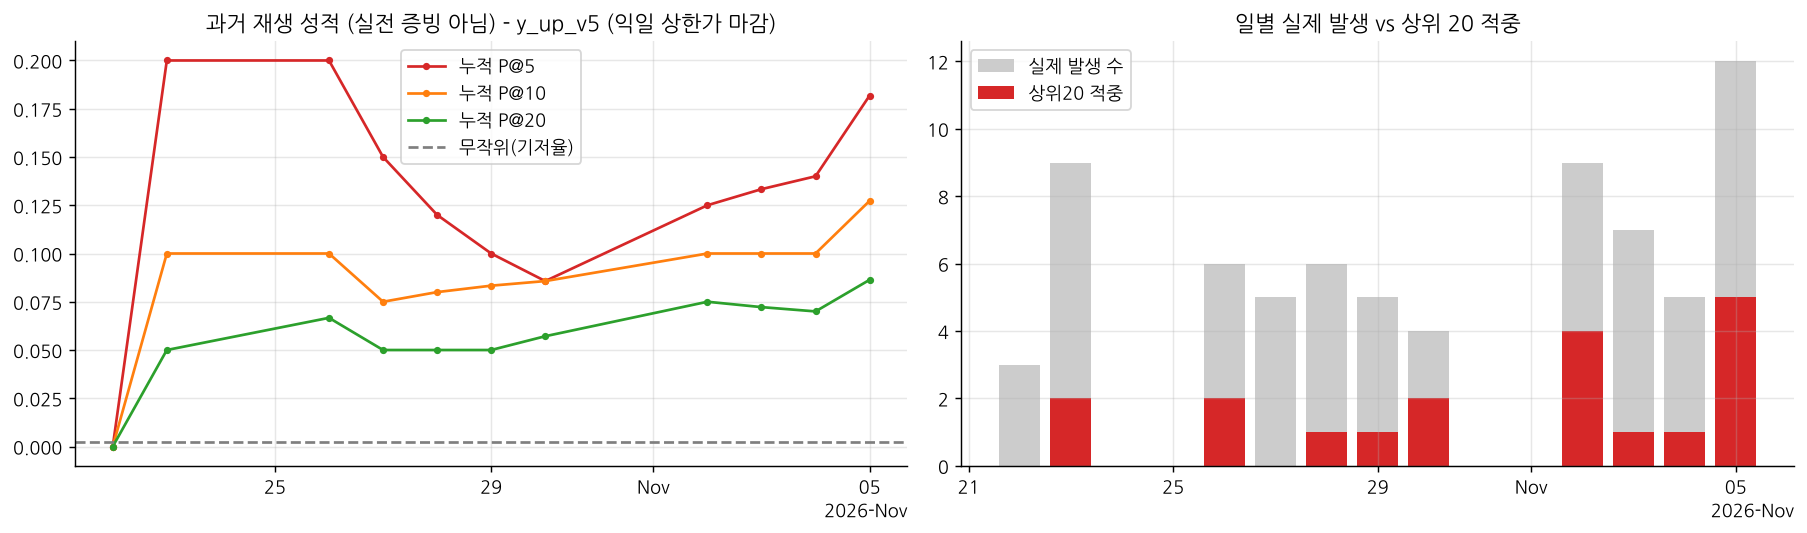 과거 재생 성적 (실전 증빙 아님) - y_up_v5 (익일 상한가 마감)
0.200
0.175
0.150
0.125
0.100
0.075
0.050
0.025
0.000
누적 P@5
누적 P@10
누적 P@20
무작위(기저율)
25
29
Nov
05
2026-Nov
일별 실제 발생 vs 상위 20 적중
12
10
8
6
4
2
0
실제 발생 수
상위20 적중
21
25
29
Nov
05
2026-Nov